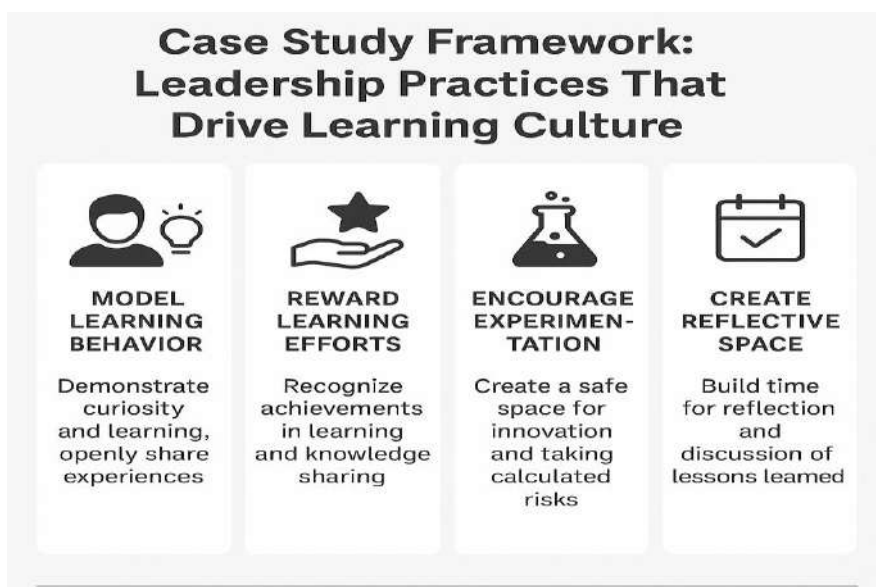 Case Study Framework:
Leadership Practices That
Drive Learning Culture
MODEL
LEARNING
BEHAVIOR
Demonstrate
curiosity
and learning,
openly share
experiences
REWARD
LEARNING
EFFORTS
Recognize
achievements
in learning
and knowledge
sharing
ENCOURAGE
EXPERIMEN-
TATION
Create a safe
space for
innovation
and taking
calculated
risks
CREATE
REFLECTIVE
SPACE
Build time
for reflection
and
discussion of
lessons leamed